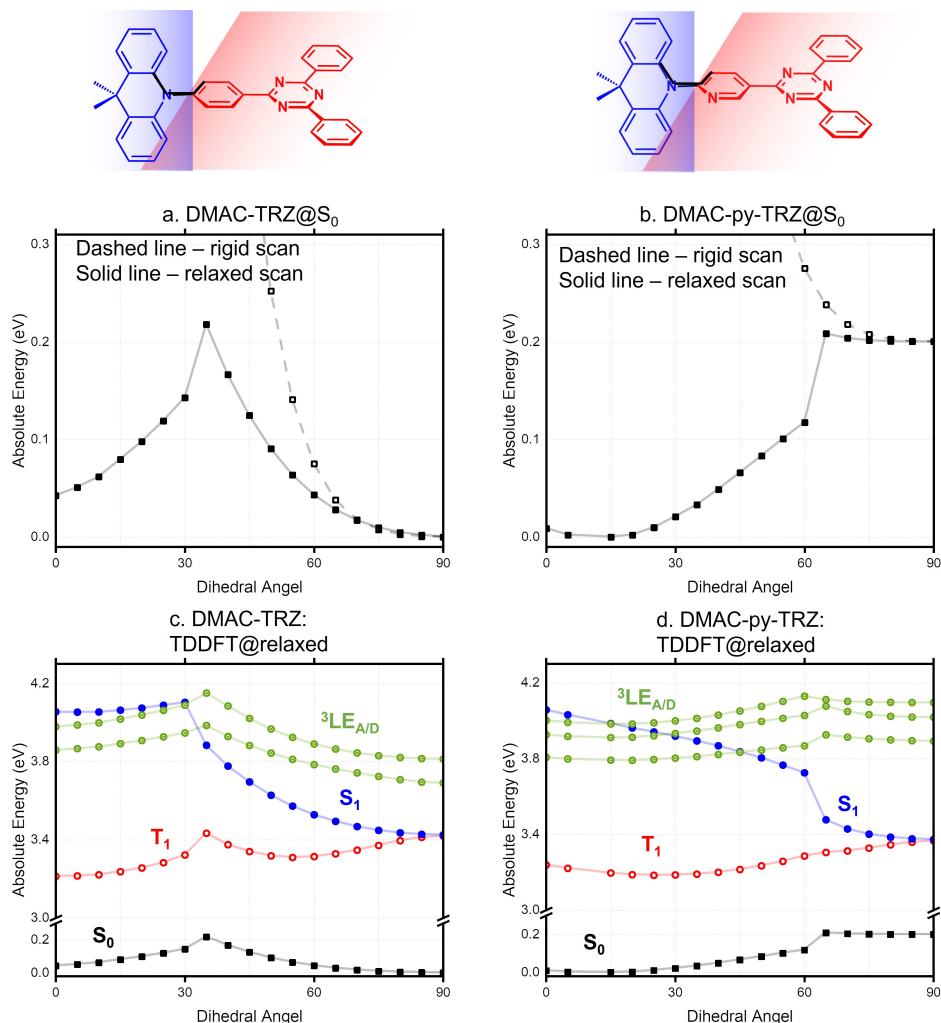 N
N
N
N
N
N
N
N
N
a. DMAC-TRZ@S0
b. DMAC-py-TRZ@S0
Dashed line – rigid scan
Solid line – relaxed scan
Dashed line – rigid scan
Solid line – relaxed scan
Absolute Energy (eV)
0.3
0.2
0.1
0.0
0 30 60 90
Dihedral Angel
Absolute Energy (eV)
0.3
0.2
0.1
0.0
0 30 60 90
Dihedral Angel
c. DMAC-TRZ:
TDDFT@relaxed
d. DMAC-py-TRZ:
TDDFT@relaxed
Absolute Energy (eV)
4.2
3.8
3.4
3.0
0.2
0.0
3LEA/D
S1
T1
S0
0 30 60 90
Dihedral Angel
Absolute Energy (eV)
4.2
3.8
3.4
3.0
0.2
0.0
3LEA/D
S1
T1
S0
0 30 60 90
Dihedral Angel